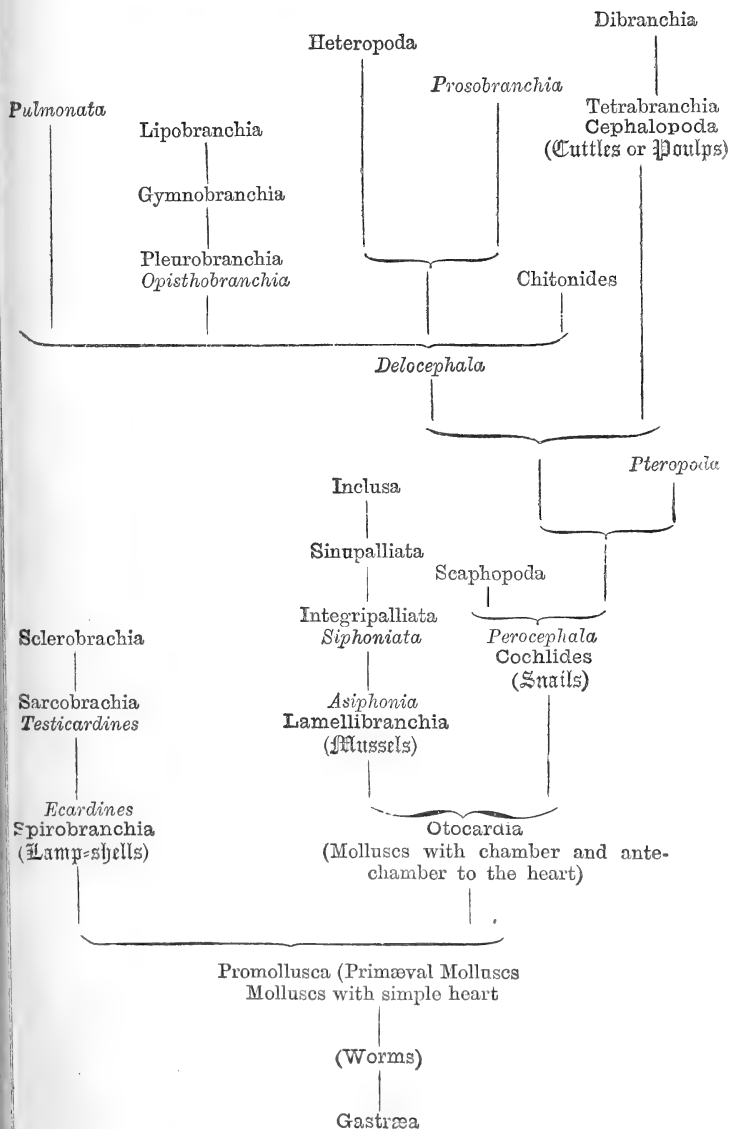 Dibranchia
Heteropoda
Prosobranchia
Pulmonata
Tetrabranchia
Cephalopoda
(Cuttles or Poulps)
Lipobranchia
Gymnobranchia
Pleurobranchia
Opisthobranchia
Chitonides
Delocephala
Pteropoda
Inclusa
Sinupalliata
Scaphopoda
Integripalliata
Siphoniata
Perocephala
Cochlides
(Snails)
Sclerobrachia
Sarcobrachia
Testicardines
Asiphonia
Lamellibranchia
(Mussels)
Ecardines
Spirobranchia
(Lamp-shells)
Otocardia
(Molluscs with chamber and ante-
chamber to the heart)
Promollusca (Primæval Molluscs
Molluscs with simple heart
(Worms)
Gastræa